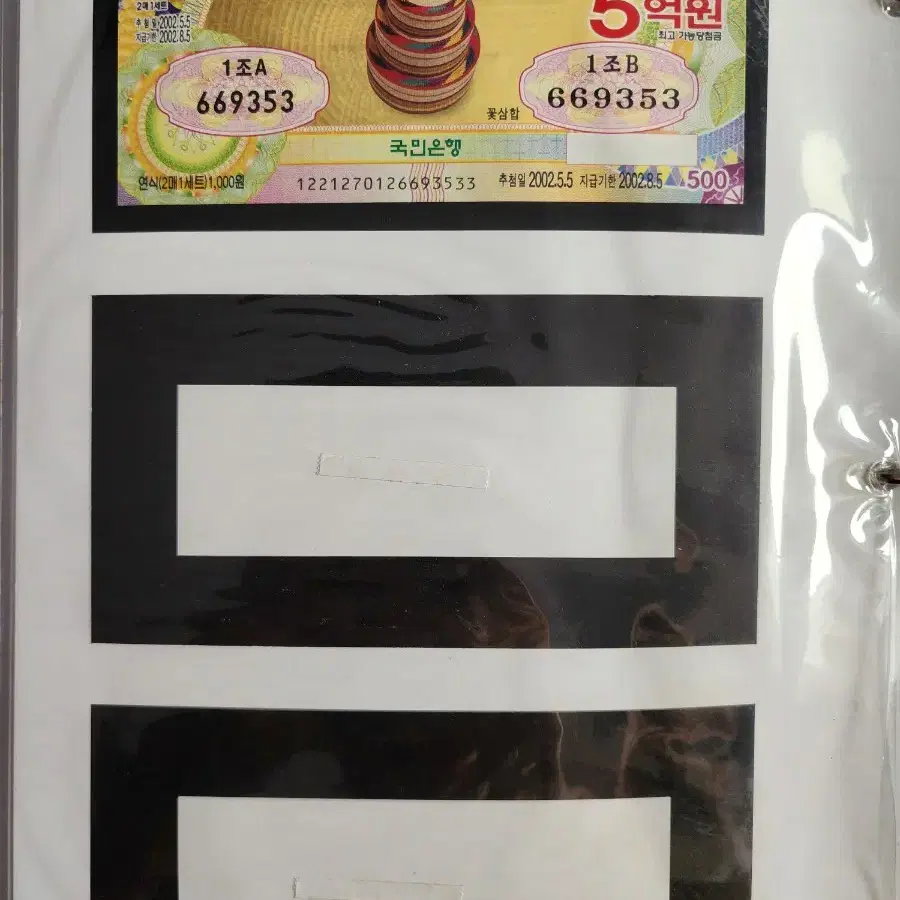 2매1세트
추첨일 2002.5.5
지급기한 2002.8.5
5억원
최고 가능당첨금
1조A
669353
1조B
669353
꽃삼합
국민은행
연식(2매1세트)1,000원
1221270126693533
추첨일 2002.5.5 지급기한 2002.8.5
500